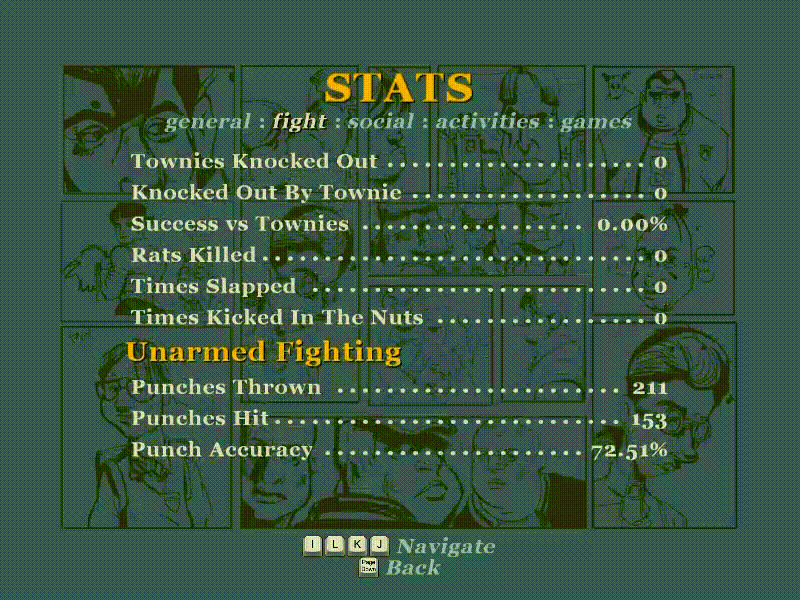 STATS
general : fight : social : activities : games
Townies Knocked Out ........................ 0
Knocked Out By Townie ...................... 0
Success vs Townies .................... 0.00%
Rats Killed ................................... 0
Times Slapped ............................... 0
Times Kicked In The Nuts .................... 0
Unarmed Fighting
Punches Thrown .......................... 211
Punches Hit ............................... 153
Punch Accuracy ........................ 72.51%
I L K J Navigate
Page Down Back